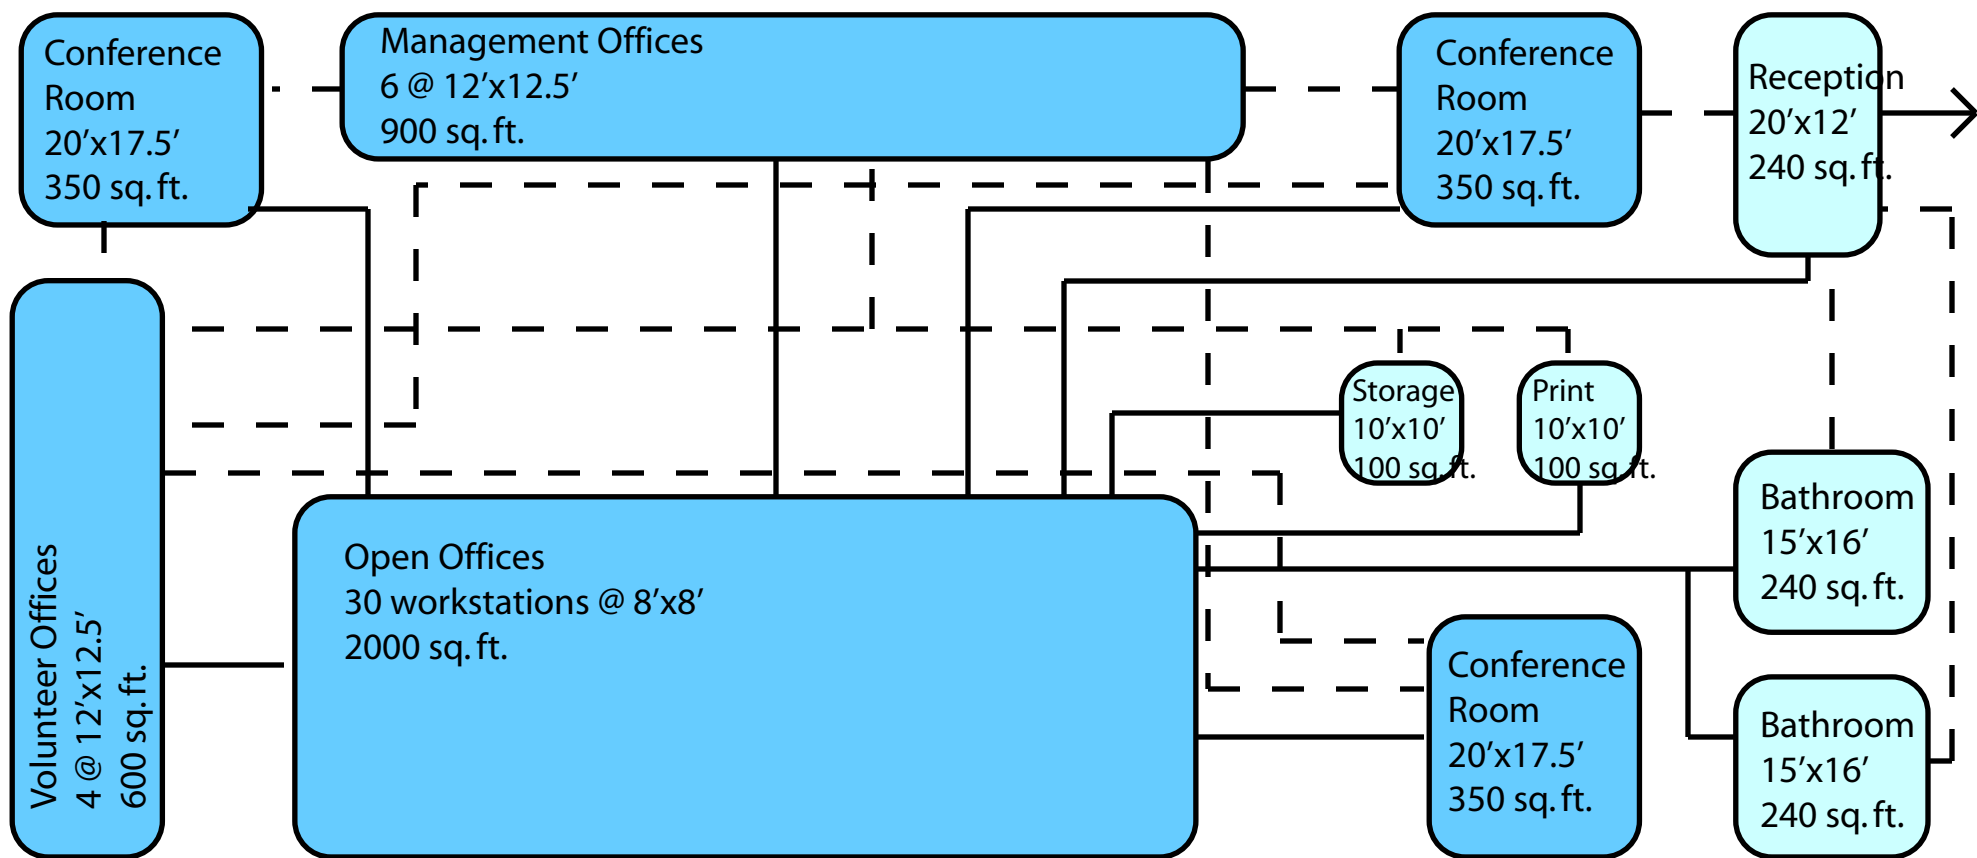 Conference
Room
20’x17.5’
350 sq. ft.
Management Offices
6 @ 12’x12.5’
900 sq. ft.
Conference
Room
20’x17.5’
350 sq. ft.
Reception
20’x12’
240 sq. ft.
Storage
10’x10’
100 sq. ft.
Print
10’x10’
100 sq. ft.
Volunteer Offices
4 @ 12’x12.5’
600 sq. ft.
Open Offices
30 workstations @ 8’x8’
2000 sq. ft.
Bathroom
15’x16’
240 sq. ft.
Conference
Room
20’x17.5’
350 sq. ft.
Bathroom
15’x16’
240 sq. ft.